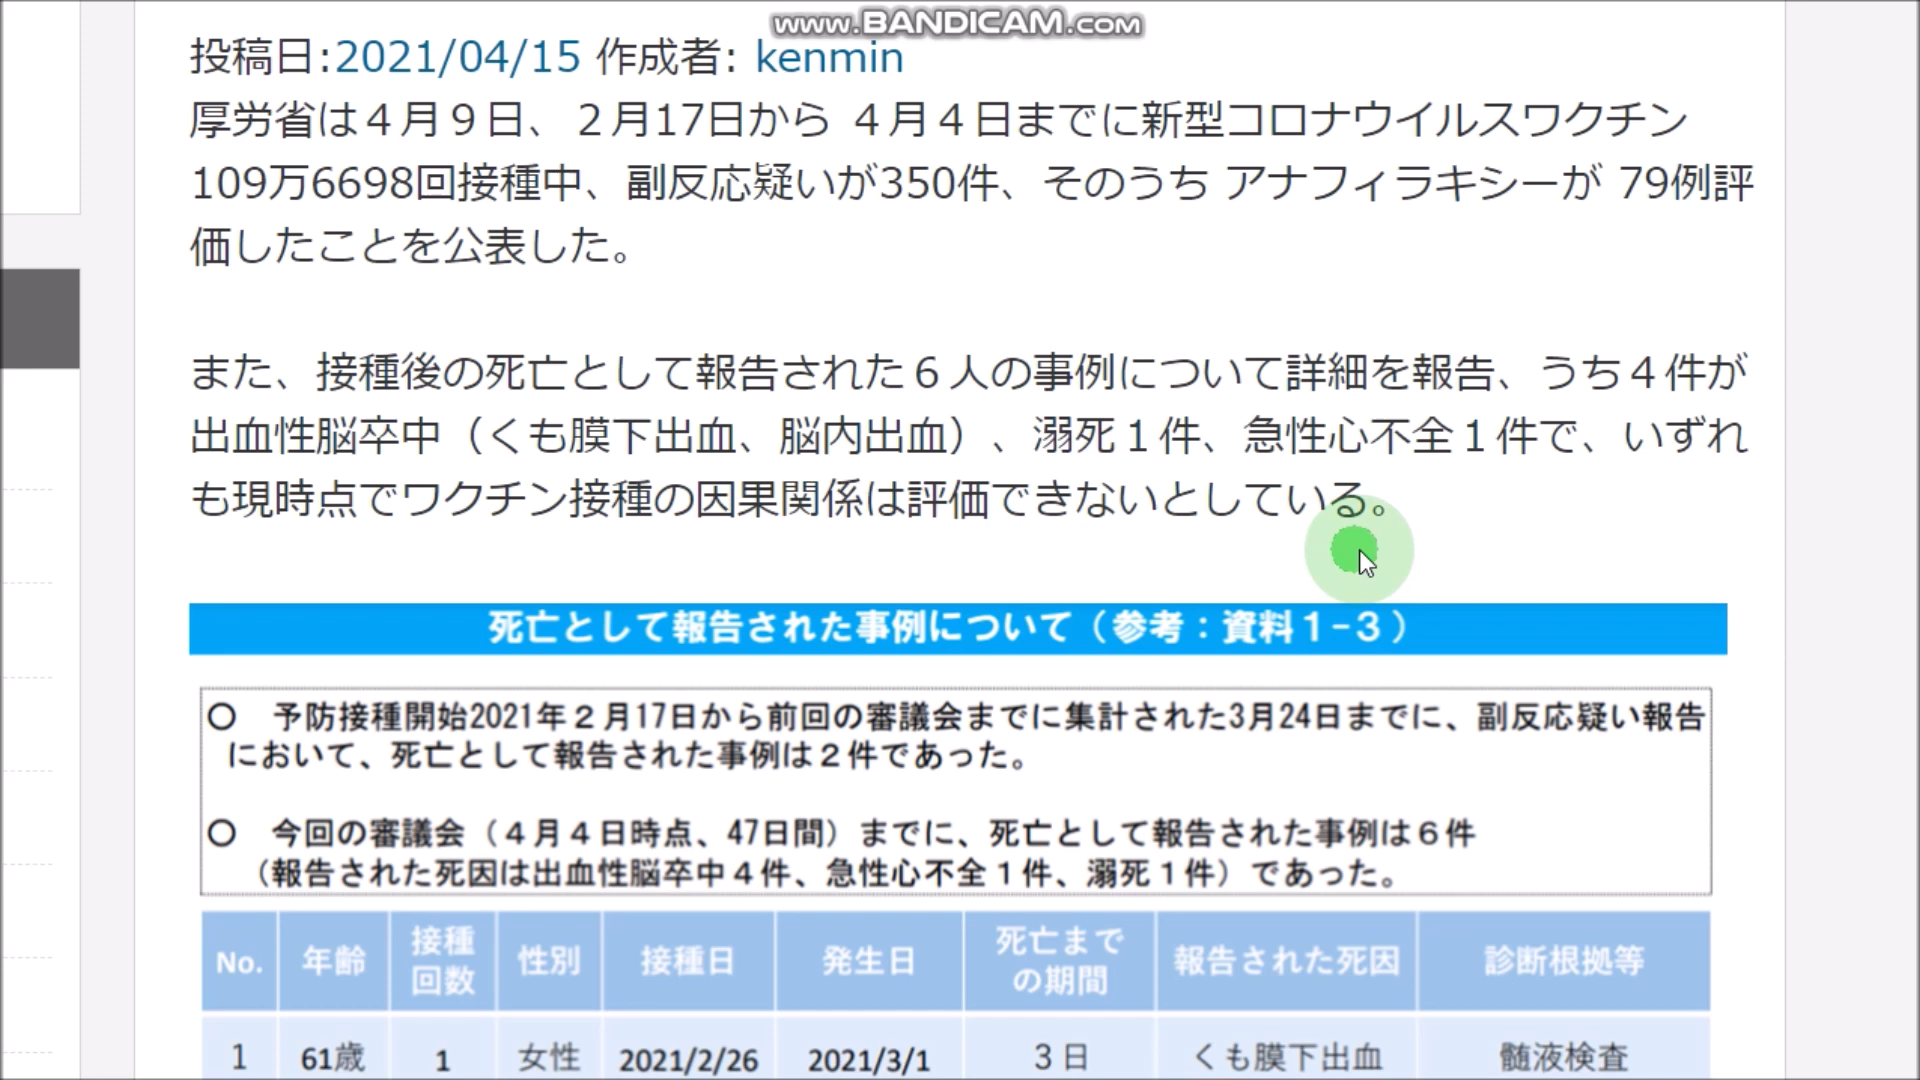 www.BANDICAM.com
投稿日:2021/04/15 作成者: kenmin
厚労省は４月９日、２月17日から ４月４日までに新型コロナウイルスワクチン
109万6698回接種中、副反応疑いが350件、そのうち アナフィラキシーが 79例評
価したことを公表した。
また、接種後の死亡として報告された６人の事例について詳細を報告、うち４件が
出血性脳卒中（くも膜下出血、脳内出血）、溺死１件、急性心不全１件で、いずれ
も現時点でワクチン接種の因果関係は評価できないとしている。
死亡として報告された事例について（参考：資料１-３）
〇 予防接種開始2021年２月17日から前回の審議会までに集計された3月24日までに、副反応疑い報告
において、死亡として報告された事例は２件であった。
〇 今回の審議会（４月４日時点、47日間）までに、死亡として報告された事例は６件
（報告された死因は出血性脳卒中４件、急性心不全１件、溺死１件）であった。
No. 年齢 接種回数 性別 接種日 発生日 死亡までの期間 報告された死因 診断根拠等
1 61歳 1 女性 2021/2/26 2021/3/1 3日 くも膜下出血 髄液検査